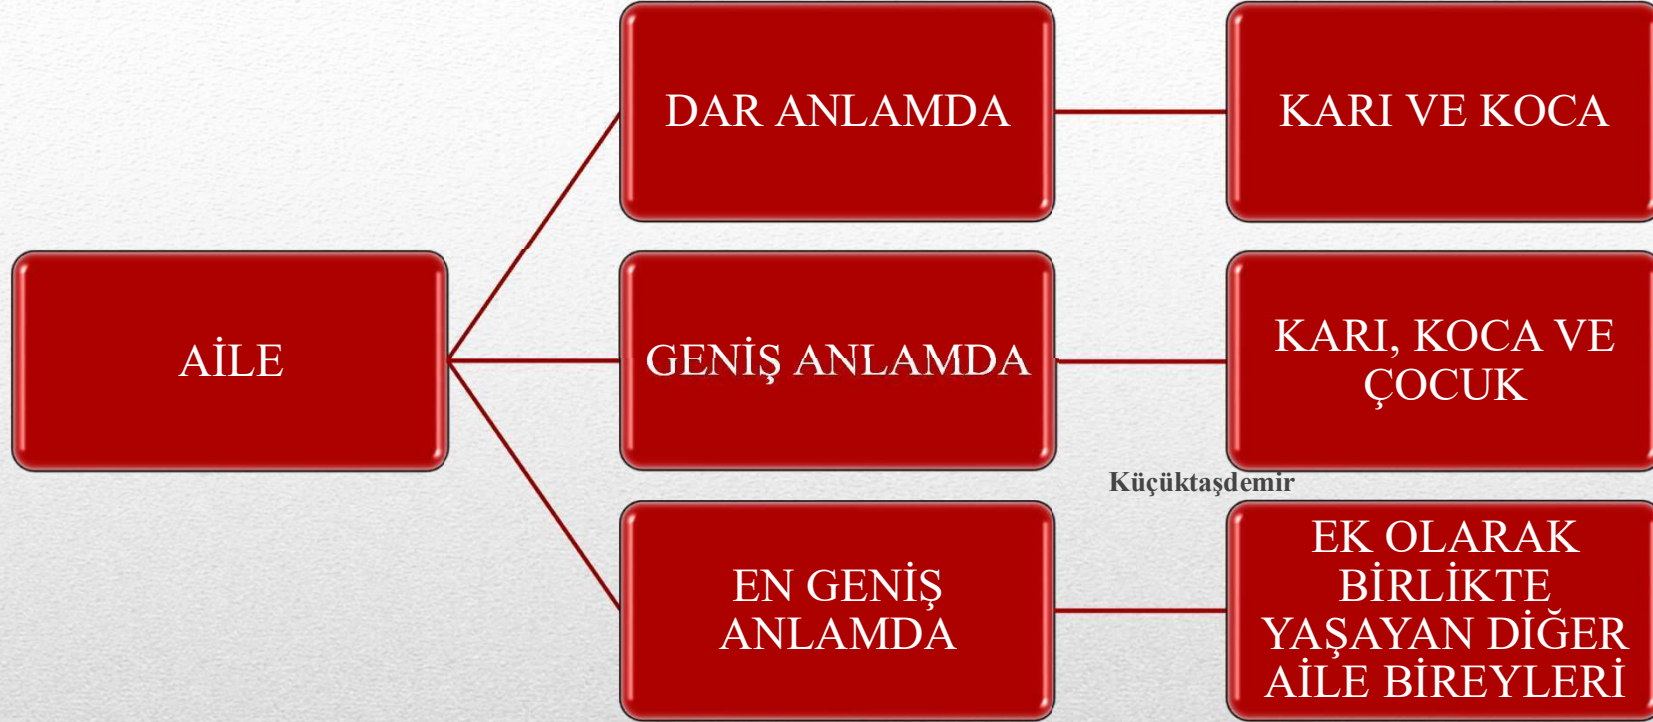 AİLE
DAR ANLAMDA
KARI VE KOCA
GENİŞ ANLAMDA
KARI, KOCA VE
ÇOCUK
Küçüktaşdemir
EN GENİŞ
ANLAMDA
EK OLARAK
BİRLİKTE
YAŞAYAN DİĞER
AİLE BİREYLERİ